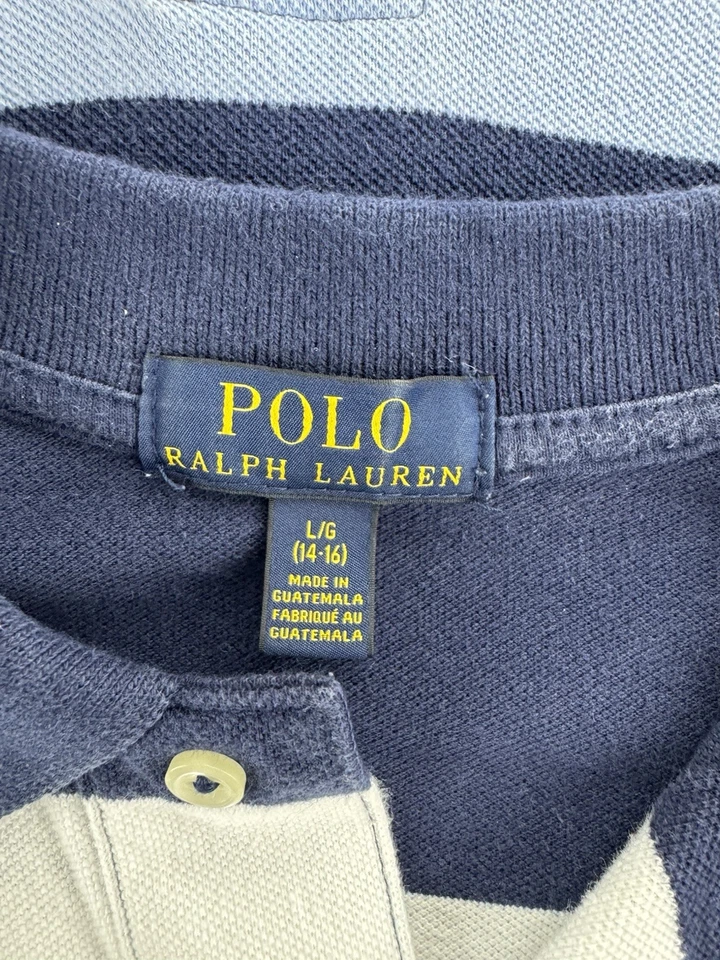 POLO
RALPH LAUREN
L/G
(14-16)
MADE IN
GUATEMALA
FABRIQUÉ AU
GUATEMALA